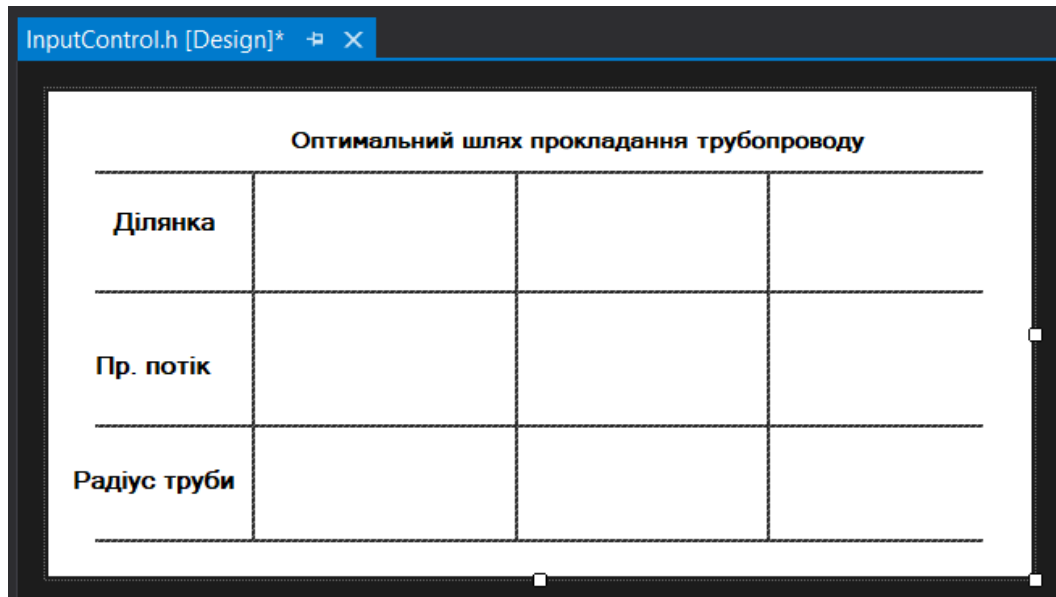 InputControl.h [Design]*
Оптимальний шлях прокладання трубопроводу
Ділянка
Пр. потік
Радіус труби